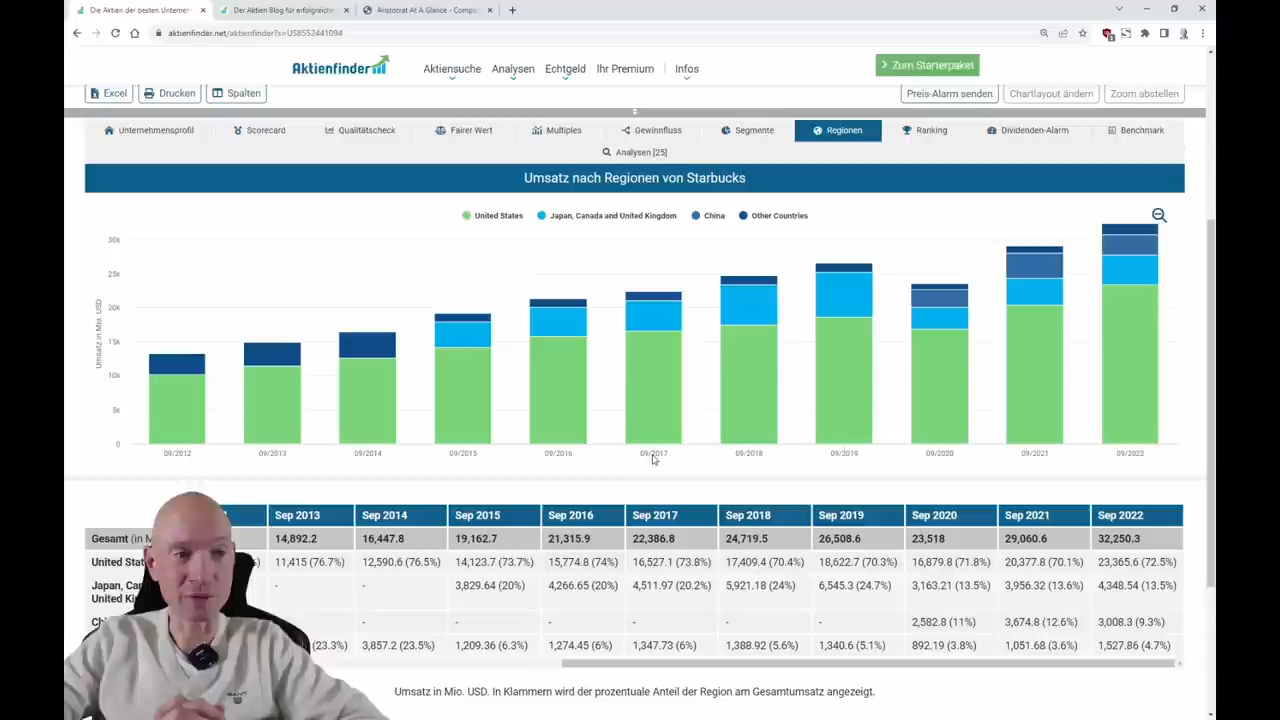 Die Aktien der besten Unterneh
Der Aktien Blog für erfolgreiche
Aristocrat At A Glance - Compa
aktienfinder.net/aktienfinder?s=US8552441094
Aktienfinder
Aktiensuche
Analysen
Echtgeld
Ihr Premium
Infos
Zum Starterpaket
Excel
Drucken
Spalten
Preis-Alarm senden
Chartlayout ändern
Zoom abstellen
Unternehmensprofil
Scorecard
Qualitätscheck
Fairer Wert
Multiples
Gewinnfluss
Segmente
Regionen
Ranking
Dividenden-Alarm
Benchmark
Analysen [25]
Umsatz nach Regionen von Starbucks
United States
Japan, Canada and United Kingdom
China
Other Countries
Umsatz in Mio. USD
30k
25k
20k
15k
10k
5k
0
09/2012 09/2013 09/2014 09/2015 09/2016 09/2017 09/2018 09/2019 09/2020 09/2021 09/2022
Sep 2013 Sep 2014 Sep 2015 Sep 2016 Sep 2017 Sep 2018 Sep 2019 Sep 2020 Sep 2021 Sep 2022
Gesamt (in M 14,892.2 16,447.8 19,162.7 21,315.9 22,386.8 24,719.5 26,508.6 23,518 29,060.6 32,250.3
United Stat 11,415 (76.7%) 12,590.6 (76.5%) 14,123.7 (73.7%) 15,774.8 (74%) 16,527.1 (73.8%) 17,409.4 (70.4%) 18,622.7 (70.3%) 16,879.8 (71.8%) 20,377.8 (70.1%) 23,365.6 (72.5%)
Japan, Ca - - 3,829.64 (20%) 4,266.65 (20%) 4,511.97 (20.2%) 5,921.18 (24%) 6,545.3 (24.7%) 3,163.21 (13.5%) 3,956.32 (13.6%) 4,348.54 (13.5%)
United Ki
Ch - - - - - - 2,582.8 (11%) 3,674.8 (12.6%) 3,008.3 (9.3%)
(23.3%) 3,857.2 (23.5%) 1,209.36 (6.3%) 1,274.45 (6%) 1,347.73 (6%) 1,388.92 (5.6%) 1,340.6 (5.1%) 892.19 (3.8%) 1,051.68 (3.6%) 1,527.86 (4.7%)
Umsatz in Mio. USD. In Klammern wird der prozentuale Anteil der Region am Gesamtumsatz angezeigt.
GANT